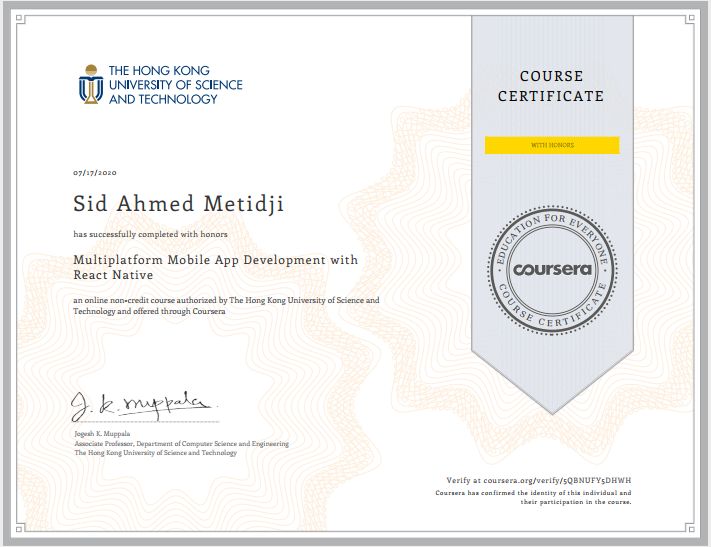 THE HONG KONG
UNIVERSITY OF SCIENCE
AND TECHNOLOGY
COURSE
CERTIFICATE
WITH HONORS
07/17/2020
Sid Ahmed Metidji
has successfully completed with honors
Multiplatform Mobile App Development with
React Native
an online non-credit course authorized by The Hong Kong University of Science and
Technology and offered through Coursera
EDUCATION FOR EVERYONE
coursera
COURSE CERTIFICATE
J. K. Muppala
Jogesh K. Muppala
Associate Professor, Department of Computer Science and Engineering
The Hong Kong University of Science and Technology
Verify at coursera.org/verify/5QBNUFY5DHWH
Coursera has confirmed the identity of this individual and
their participation in the course.